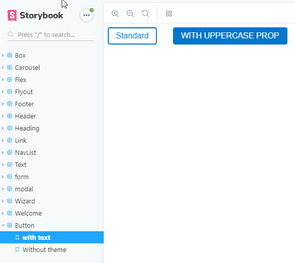 Storybook
Press "/" to search...
Box
Carousel
Flex
Flyout
Footer
Header
Heading
Link
NavList
Text
form
modal
Wizard
Welcome
Button
with text
Without theme
Standard
WITH UPPERCASE PROP